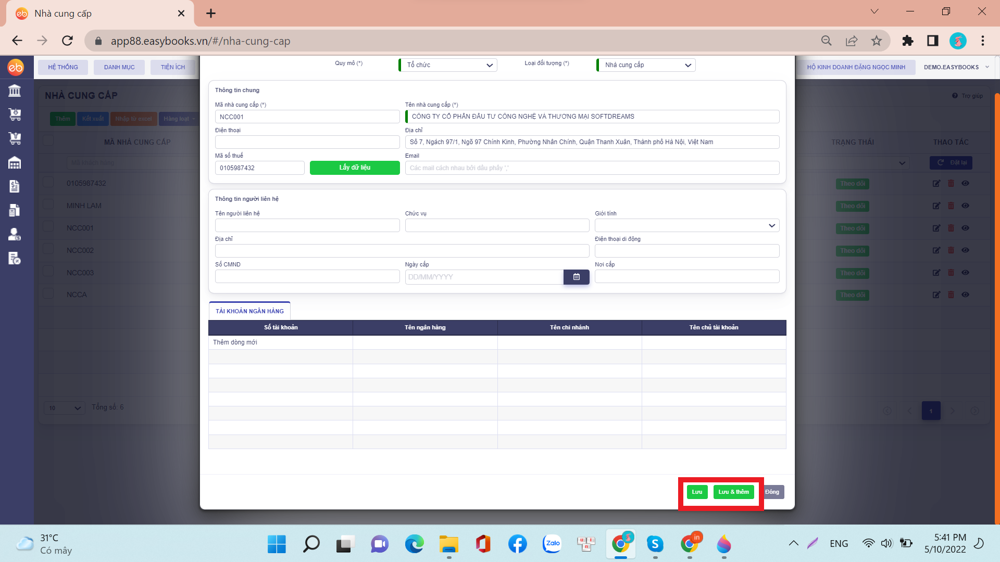 Nhà cung cấp
app88.easybooks.vn/#/nha-cung-cap
HỆ THỐNG
DANH MỤC
TIỆN ÍCH
Quy mô (*)
Tổ chức
Loại đối tượng (*)
Nhà cung cấp
HỘ KINH DOANH ĐẶNG NGỌC MINH
DEMO.EASYBOOKS
NHÀ CUNG CẤP
Trợ giúp
Thêm
Kết xuất
Nhập từ excel
Hàng loạt
MÃ NHÀ CUNG CẤP
TRẠNG THÁI
THAO TÁC
Mã khách hàng
Đặt lại
0105987432
Theo dõi
MINH LAM
Theo dõi
NCC001
Theo dõi
NCC002
Theo dõi
NCC003
Theo dõi
NCCA
Theo dõi
10
Tổng số: 6
1
Thông tin chung
Mã nhà cung cấp (*)
Tên nhà cung cấp (*)
NCC001
CÔNG TY CỔ PHẦN ĐẦU TƯ CÔNG NGHỆ VÀ THƯƠNG MẠI SOFTDREAMS
Điện thoại
Địa chỉ
Số 7, Ngách 97/1, Ngõ 97 Chính Kinh, Phường Nhân Chính, Quận Thanh Xuân, Thành phố Hà Nội, Việt Nam
Mã số thuế
Email
0105987432
Lấy dữ liệu
Các mail cách nhau bởi dấu phẩy ','
Thông tin người liên hệ
Tên người liên hệ
Chức vụ
Giới tính
Địa chỉ
Điện thoại di động
Số CMND
Ngày cấp
Nơi cấp
DD/MM/YYYY
TÀI KHOẢN NGÂN HÀNG
Số tài khoản
Tên ngân hàng
Tên chi nhánh
Tên chủ tài khoản
Thêm dòng mới
Lưu
Lưu & thêm
Đóng
31°C
Có mây
Zalo
ENG
5:41 PM
5/10/2022